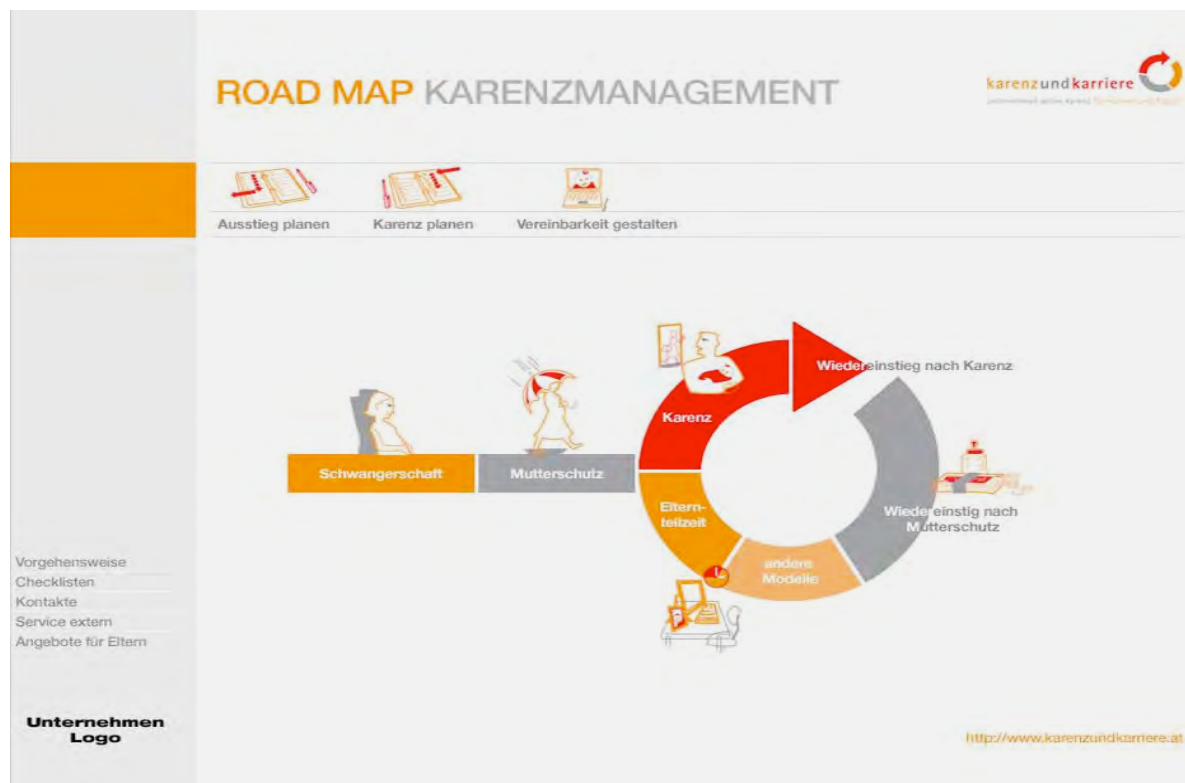 ROAD MAP KARENZMANAGEMENT
karenzundkarriere
Ausstieg planen
Karenz planen
Vereinbarkeit gestalten
Wiedereinstieg nach Karenz
Karenz
Schwangerschaft
Mutterschutz
Eltern-
teilzeit
Wiedereinstig nach
Mutterschutz
andere
Modelle
Vorgehensweise
Checklisten
Kontakte
Service extern
Angebote für Eltern
Unternehmen
Logo
http://www.karenzundkarriere.at